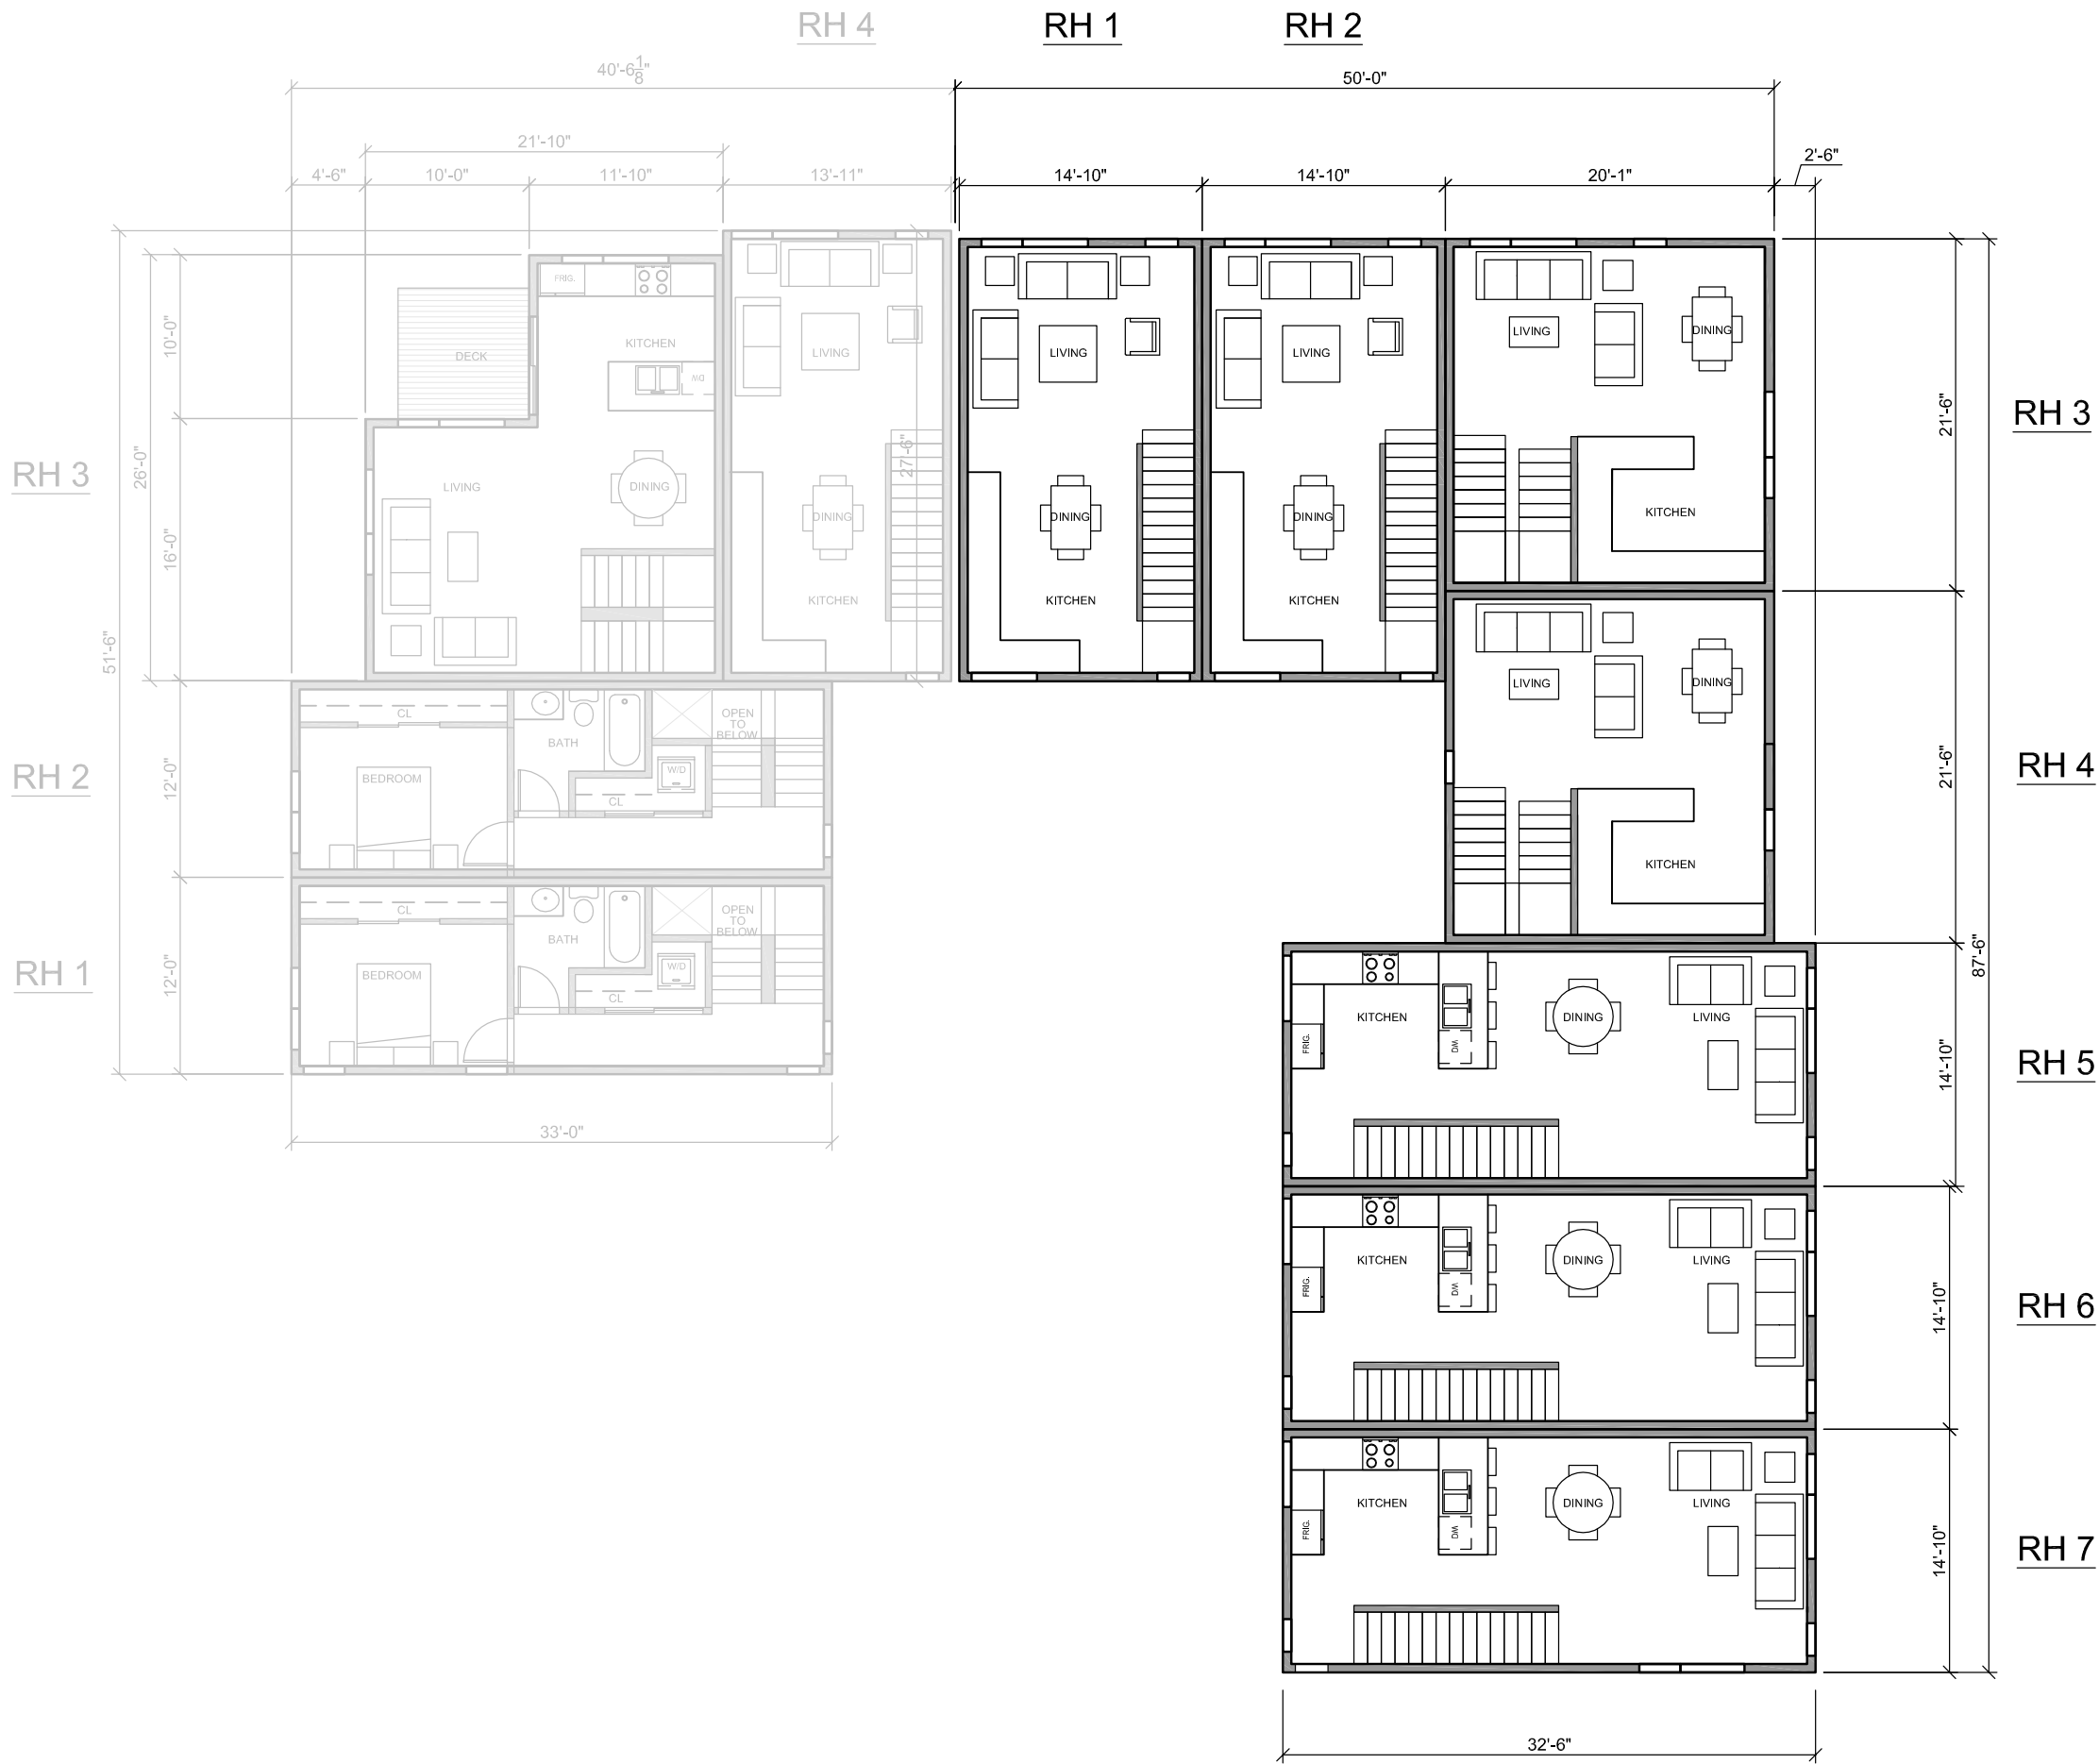 RH 4
RH 1
RH 2
40'-6 1/8"
50'-0"
21'-10"
2'-6"
4'-6"
10'-0"
11'-10"
13'-11"
14'-10"
14'-10"
20'-1"
FRIG.
KITCHEN
DECK
DW
LIVING
DINING
10'-0"
26'-0"
16'-0"
51'-6"
LIVING
DINING
KITCHEN
27'-6"
LIVING
DINING
KITCHEN
LIVING
DINING
KITCHEN
LIVING
DINING
KITCHEN
21'-6"
RH 3
RH 3
CL
BATH
OPEN
TO
BELOW
BEDROOM
W/D
CL
12'-0"
RH 2
LIVING
DINING
KITCHEN
21'-6"
RH 4
CL
BATH
OPEN
TO
BELOW
BEDROOM
W/D
CL
12'-0"
RH 1
33'-0"
87'-6"
KITCHEN
DINING
LIVING
FRIG.
DW
14'-10"
RH 5
KITCHEN
DINING
LIVING
FRIG.
DW
14'-10"
RH 6
KITCHEN
DINING
LIVING
FRIG.
DW
14'-10"
RH 7
32'-6"